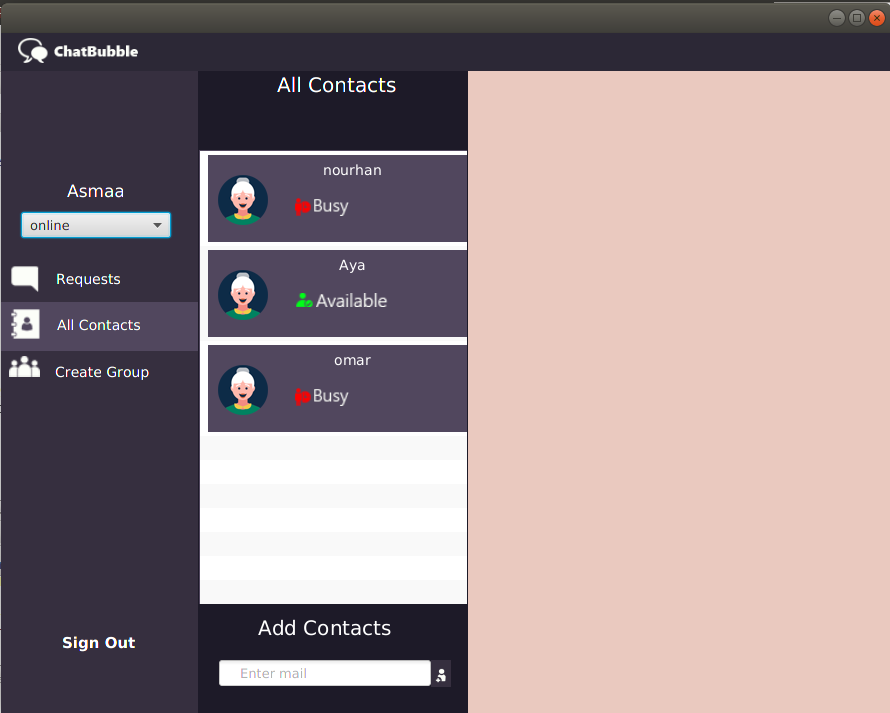 ChatBubble
Asmaa
online
Requests
All Contacts
Create Group
Sign Out
All Contacts
nourhan
Busy
Aya
Available
omar
Busy
Add Contacts
Enter mail